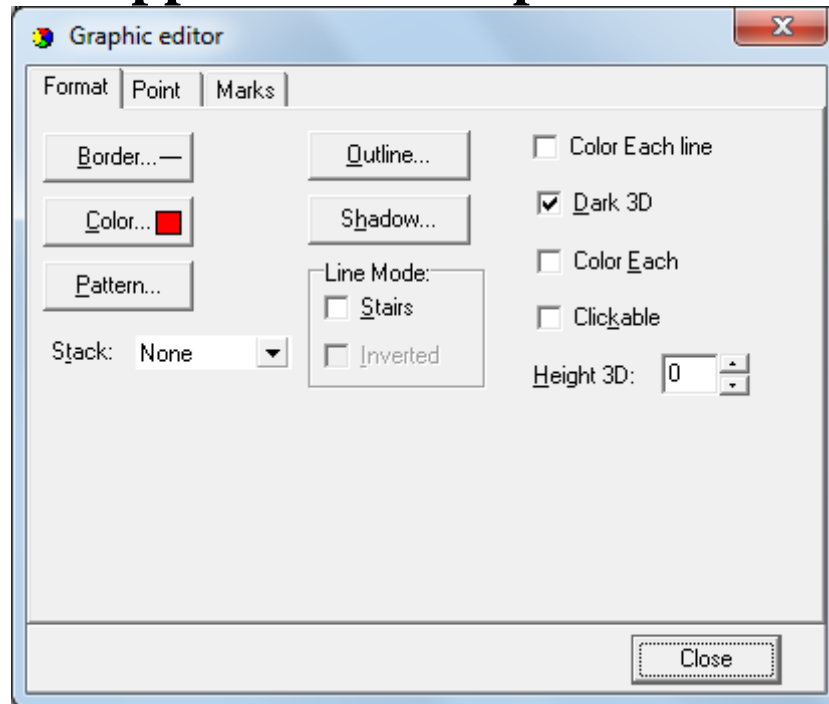 Graphic editor
Format Point Marks
Border...
Outline...
Color Each line
Color...
Shadow...
Dark 3D
Pattern...
Line Mode:
Stairs
Inverted
Color Each
Clickable
Stack: None
Height 3D: 0
Close